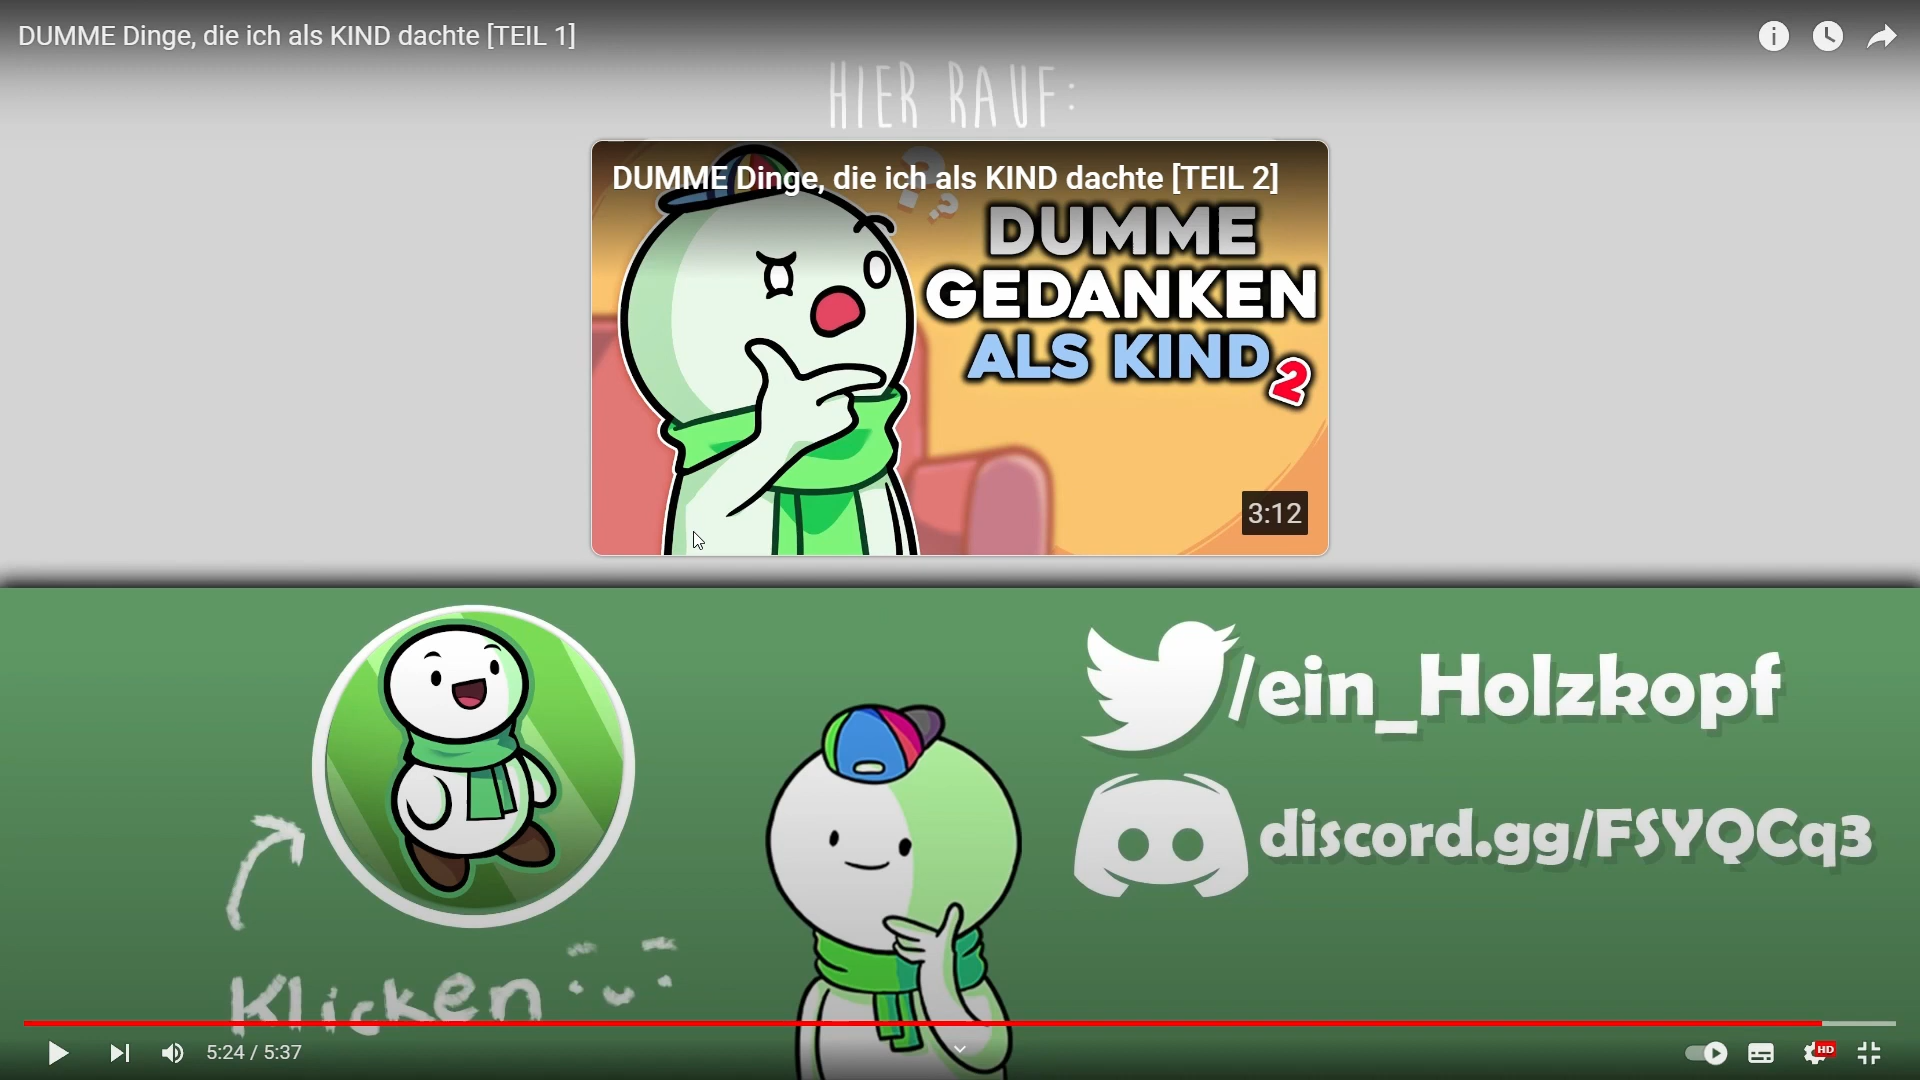 DUMME Dinge, die ich als KIND dachte [TEIL 1]
HIER RAUF:
DUMME Dinge, die ich als KIND dachte [TEIL 2]
DUMME
GEDANKEN
ALS KIND
2
3:12
/ein_Holzkopf
discord.gg/FSYQCq3
Klicken
5:24 / 5:37
HD